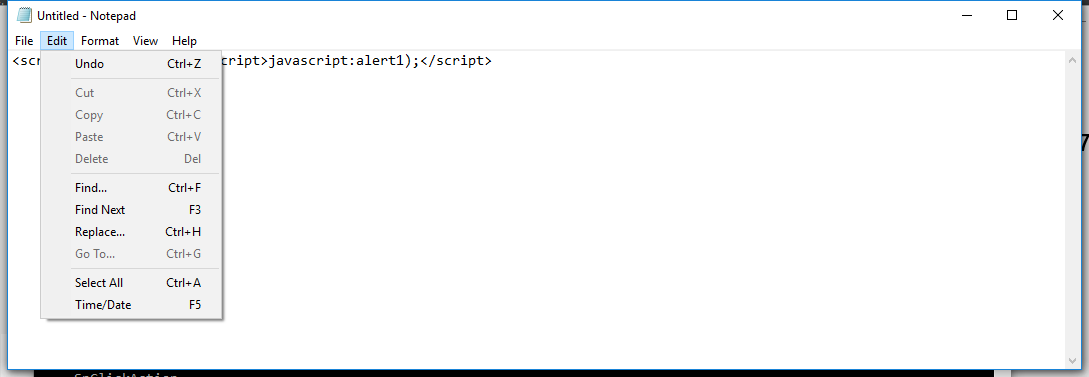 Untitled - Notepad
File Edit Format View Help
<scr
cript>javascript:alert1);</script>
Undo Ctrl+Z
Cut Ctrl+X
Copy Ctrl+C
Paste Ctrl+V
Delete Del
Find... Ctrl+F
Find Next F3
Replace... Ctrl+H
Go To... Ctrl+G
Select All Ctrl+A
Time/Date F5
7